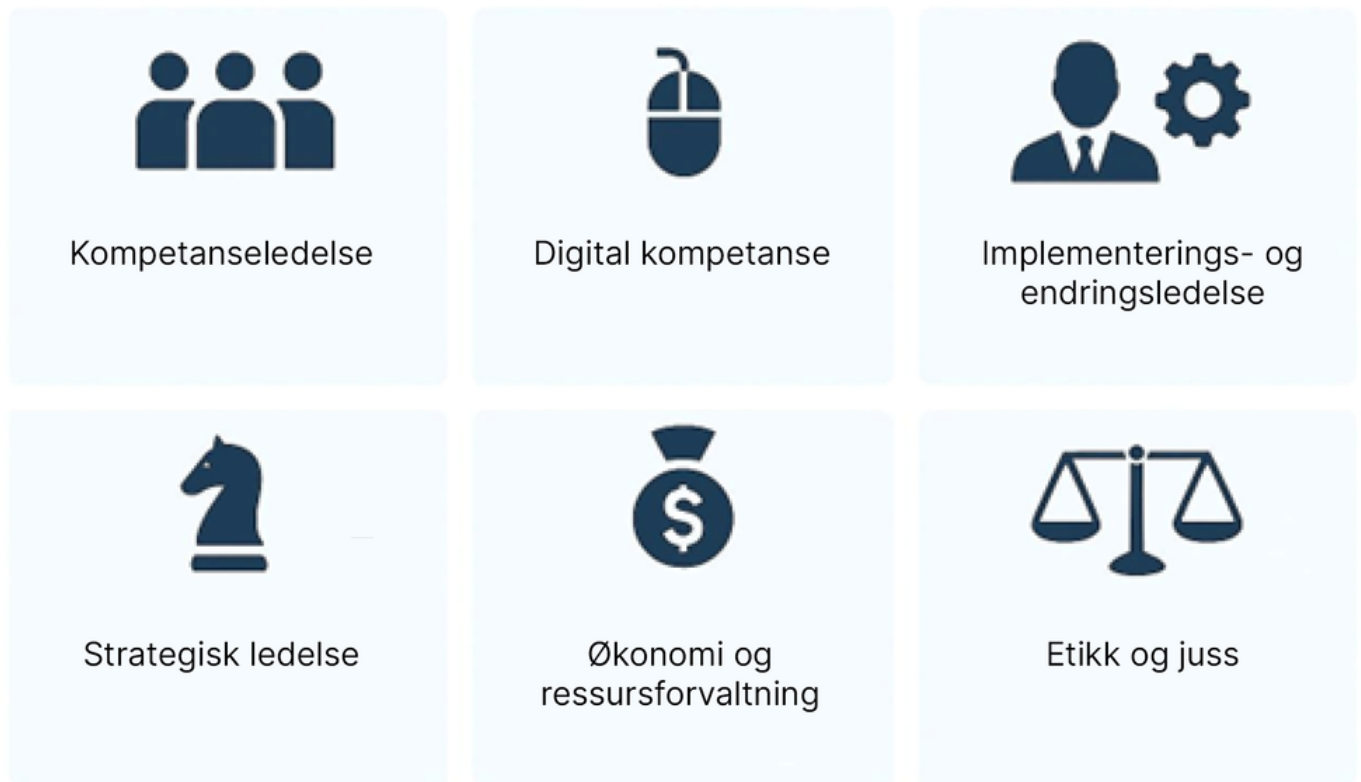 Kompetanseledelse
Digital kompetanse
Implementerings- og
endringsledelse
Strategisk ledelse
Økonomi og
ressursforvaltning
Etikk og juss